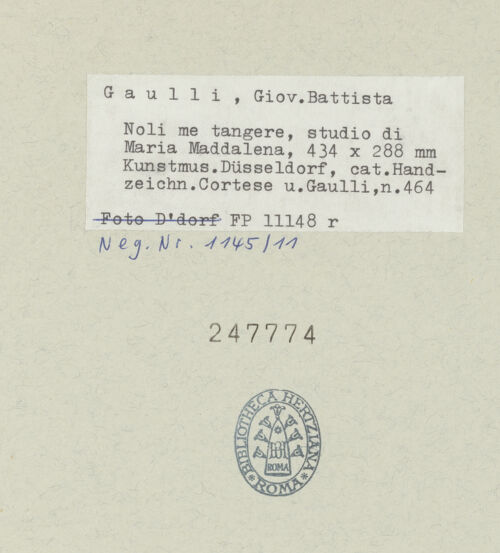 Gaulli, Giov.Battista
Noli me tangere, studio di
Maria Maddalena, 434 x 288 mm
Kunstmus.Düsseldorf, cat.Hand-
zeichn.Cortese u.Gaulli,n.464
Foto D'dorf FP 11148 r
Neg. Nr. 1145/11
247774
BIBLIOTHECA HERTZIANA
ROMA
ROMA